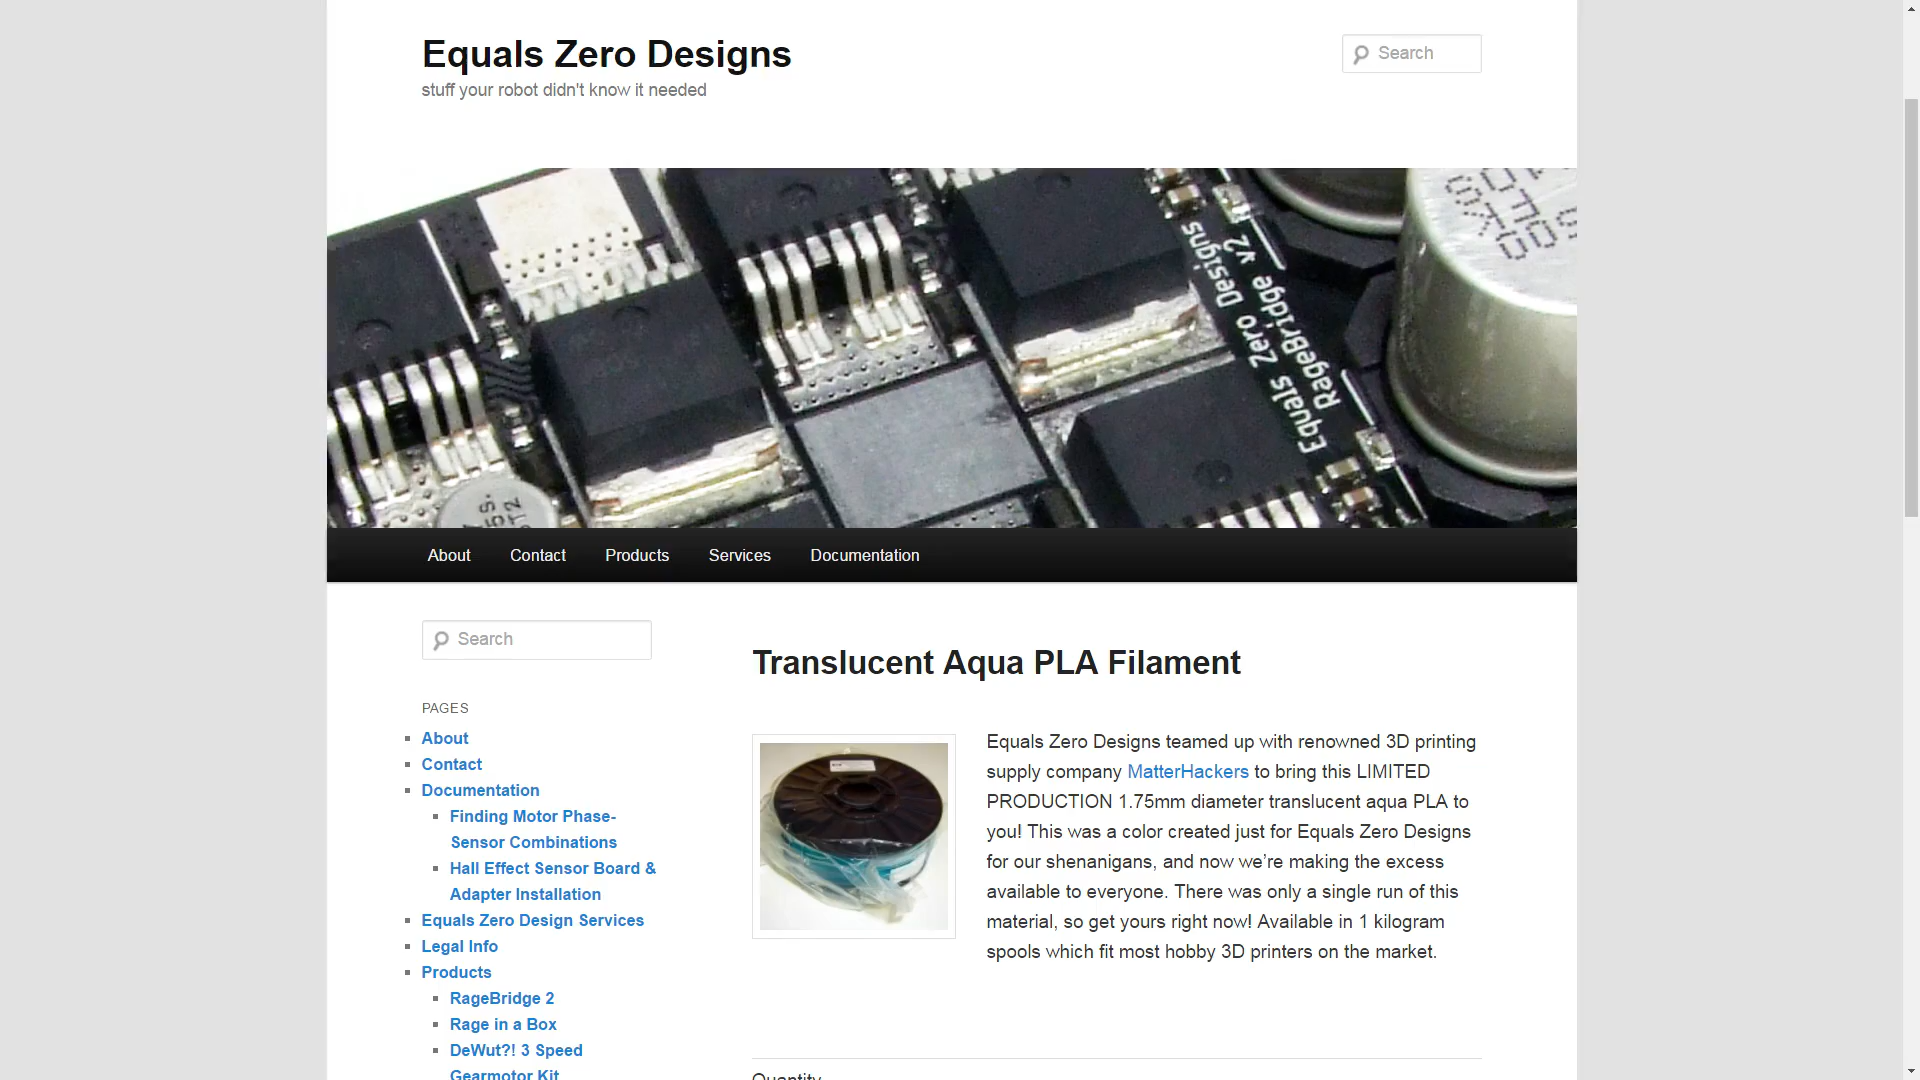 Equals Zero Designs
stuff your robot didn't know it needed
Search
Equals Zero Designs
RageBridge v2
About
Contact
Products
Services
Documentation
Search
PAGES
About
Contact
Documentation
Finding Motor Phase-
Sensor Combinations
Hall Effect Sensor Board &
Adapter Installation
Equals Zero Design Services
Legal Info
Products
RageBridge 2
Rage in a Box
DeWut?! 3 Speed
Gearmotor Kit
Translucent Aqua PLA Filament
Equals Zero Designs teamed up with renowned 3D printing
supply company MatterHackers to bring this LIMITED
PRODUCTION 1.75mm diameter translucent aqua PLA to
you! This was a color created just for Equals Zero Designs
for our shenanigans, and now we’re making the excess
available to everyone. There was only a single run of this
material, so get yours right now! Available in 1 kilogram
spools which fit most hobby 3D printers on the market.
Quantity